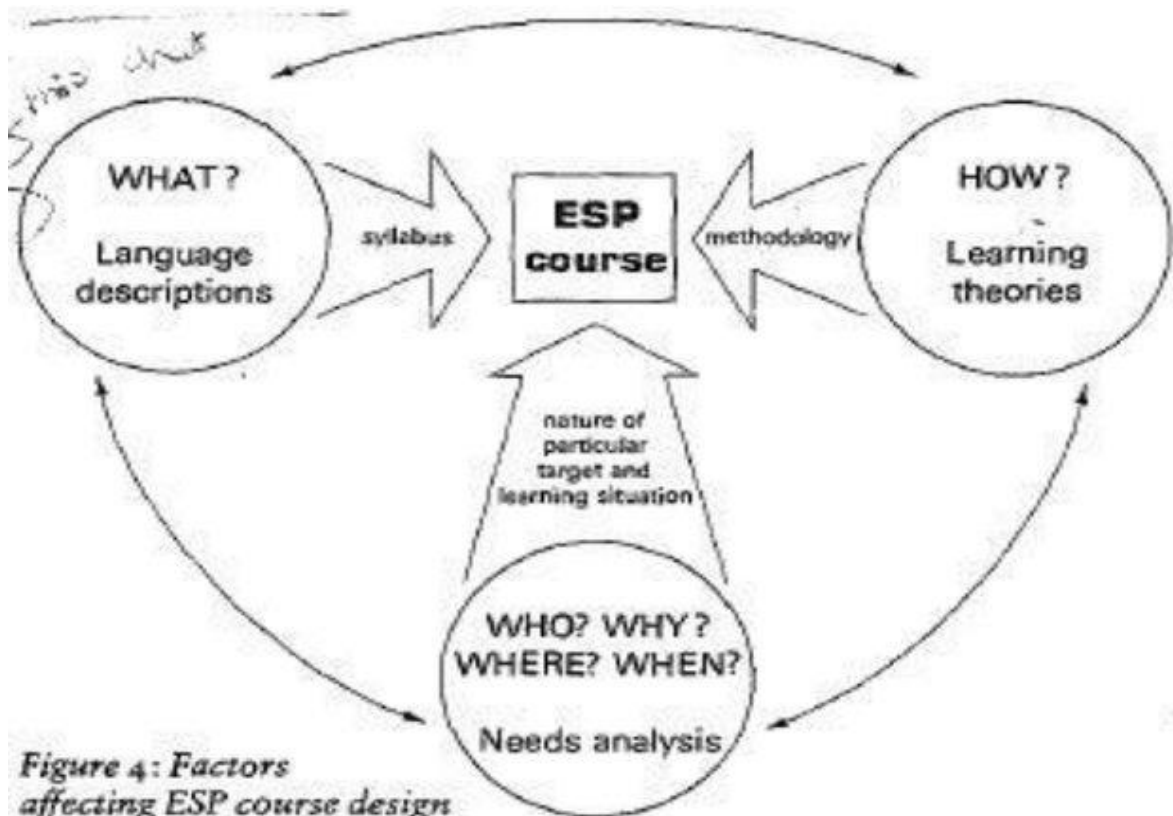 WHAT?
Language
descriptions
syllabus
ESP
course
methodology
HOW?
Learning
theories
nature of
particular
target and
learning situation
WHO? WHY?
WHERE? WHEN?
Needs analysis
Figure 4: Factors
affecting ESP course design